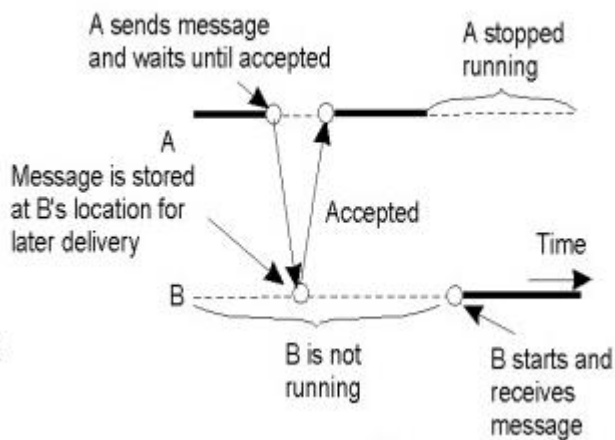 A sends message
and waits until accepted
A stopped
running
A
Message is stored
at B's location for
later delivery
Accepted
Time
B
B is not
running
B starts and
receives
message